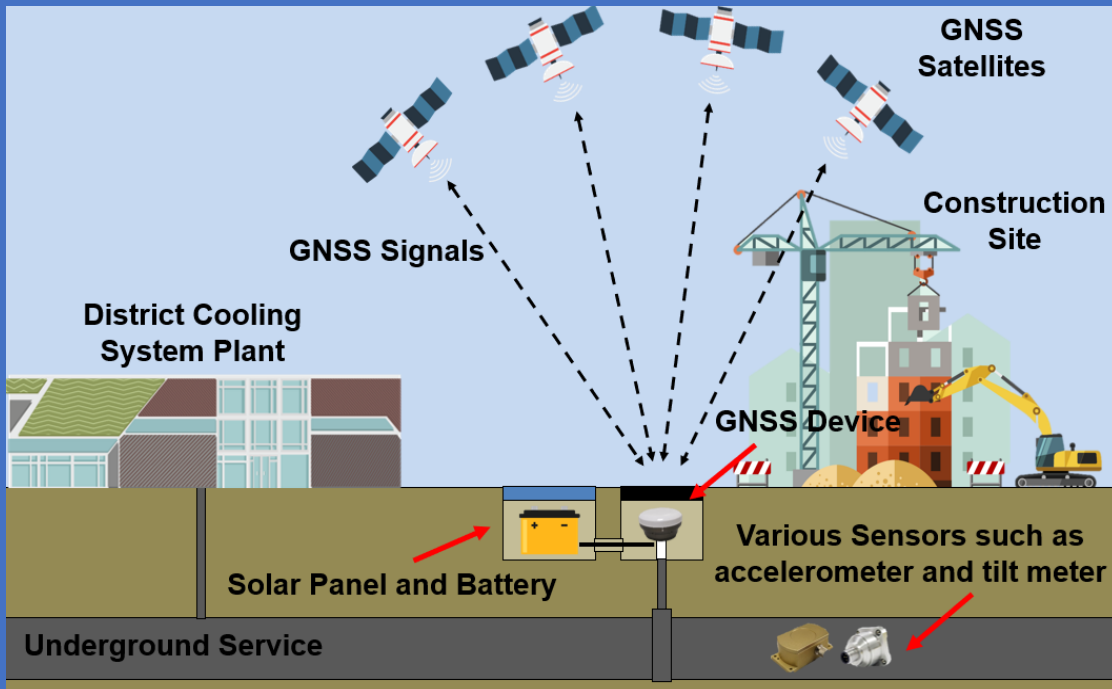 GNSS
Satellites
Construction
Site
GNSS Signals
District Cooling
System Plant
GNSS Device
+ -
Various Sensors such as
accelerometer and tilt meter
Solar Panel and Battery
Underground Service